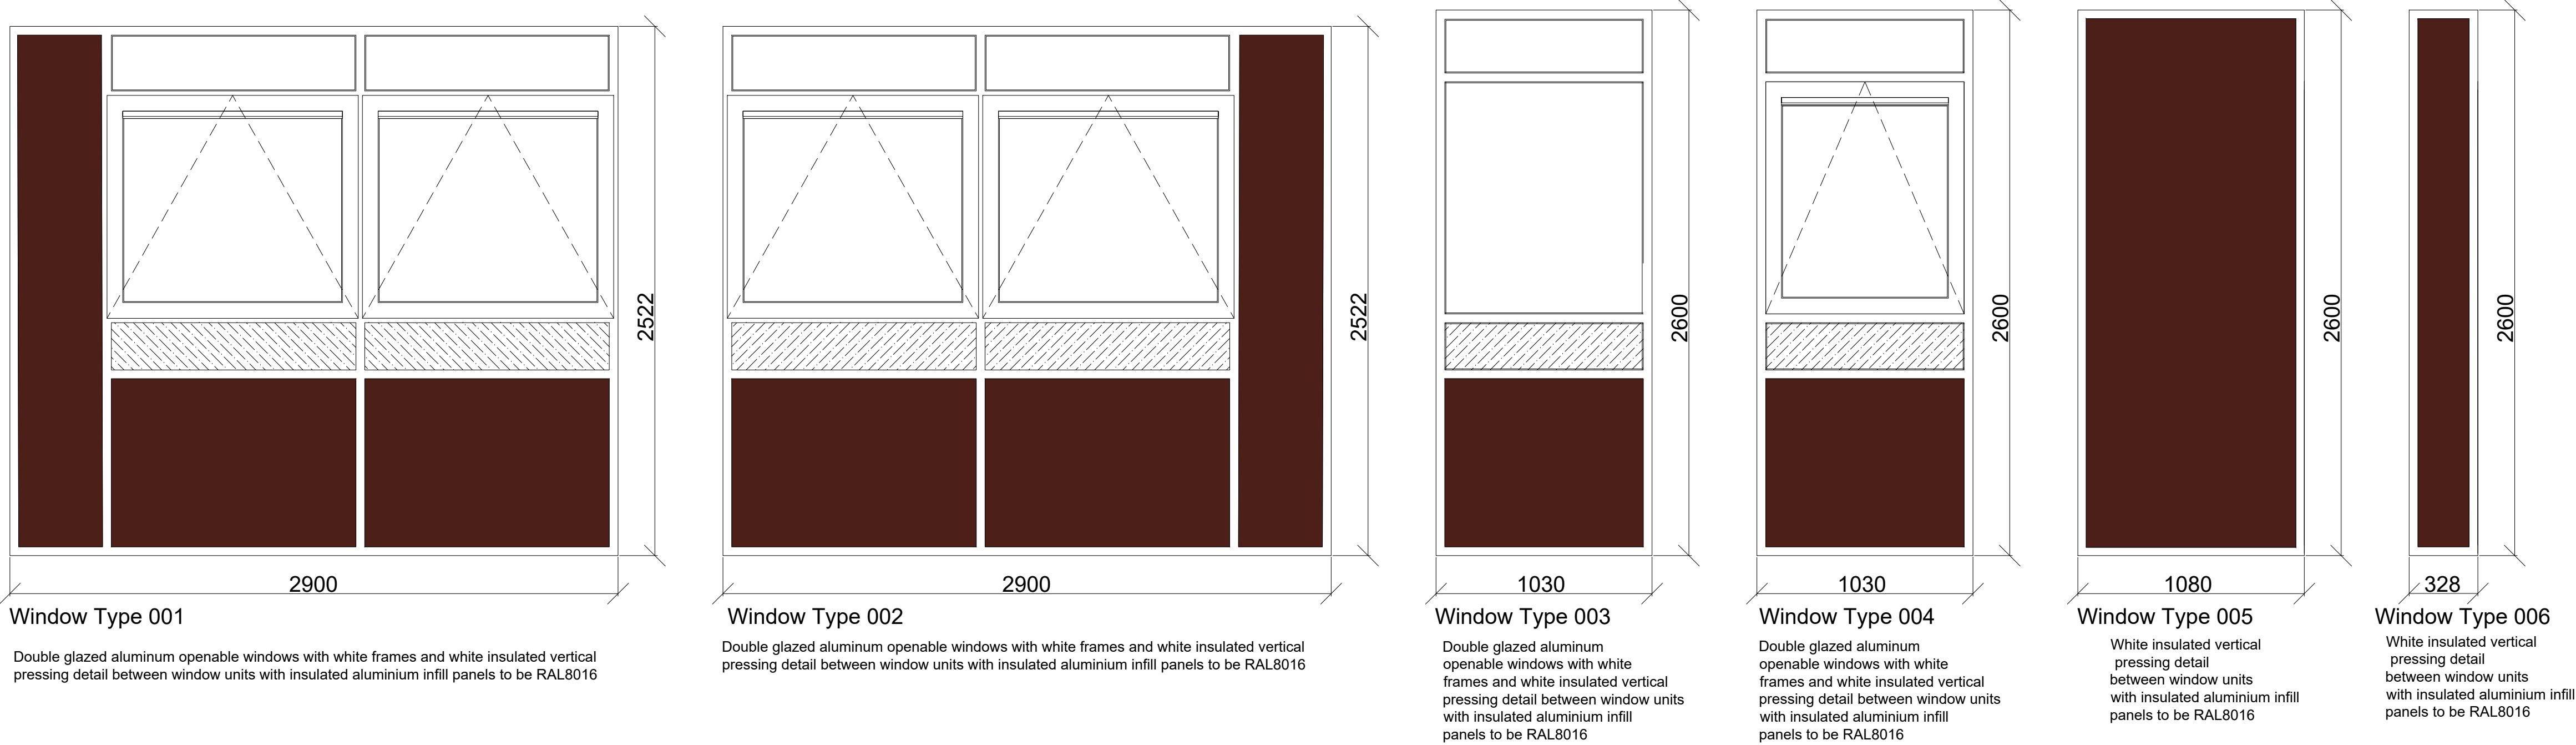 2522
2900
Window Type 001
Double glazed aluminum openable windows with white frames and white insulated vertical
pressing detail between window units with insulated aluminium infill panels to be RAL8016
2522
2900
Window Type 002
Double glazed aluminum openable windows with white frames and white insulated vertical
pressing detail between window units with insulated aluminium infill panels to be RAL8016
2600
1030
Window Type 003
Double glazed aluminum
openable windows with white
frames and white insulated vertical
pressing detail between window units
with insulated aluminium infill
panels to be RAL8016
2600
1030
Window Type 004
Double glazed aluminum
openable windows with white
frames and white insulated vertical
pressing detail between window units
with insulated aluminium infill
panels to be RAL8016
2600
1080
Window Type 005
White insulated vertical
pressing detail
between window units
with insulated aluminium infill
panels to be RAL8016
2600
328
Window Type 006
White insulated vertical
pressing detail
between window units
with insulated aluminium infill
panels to be RAL8016